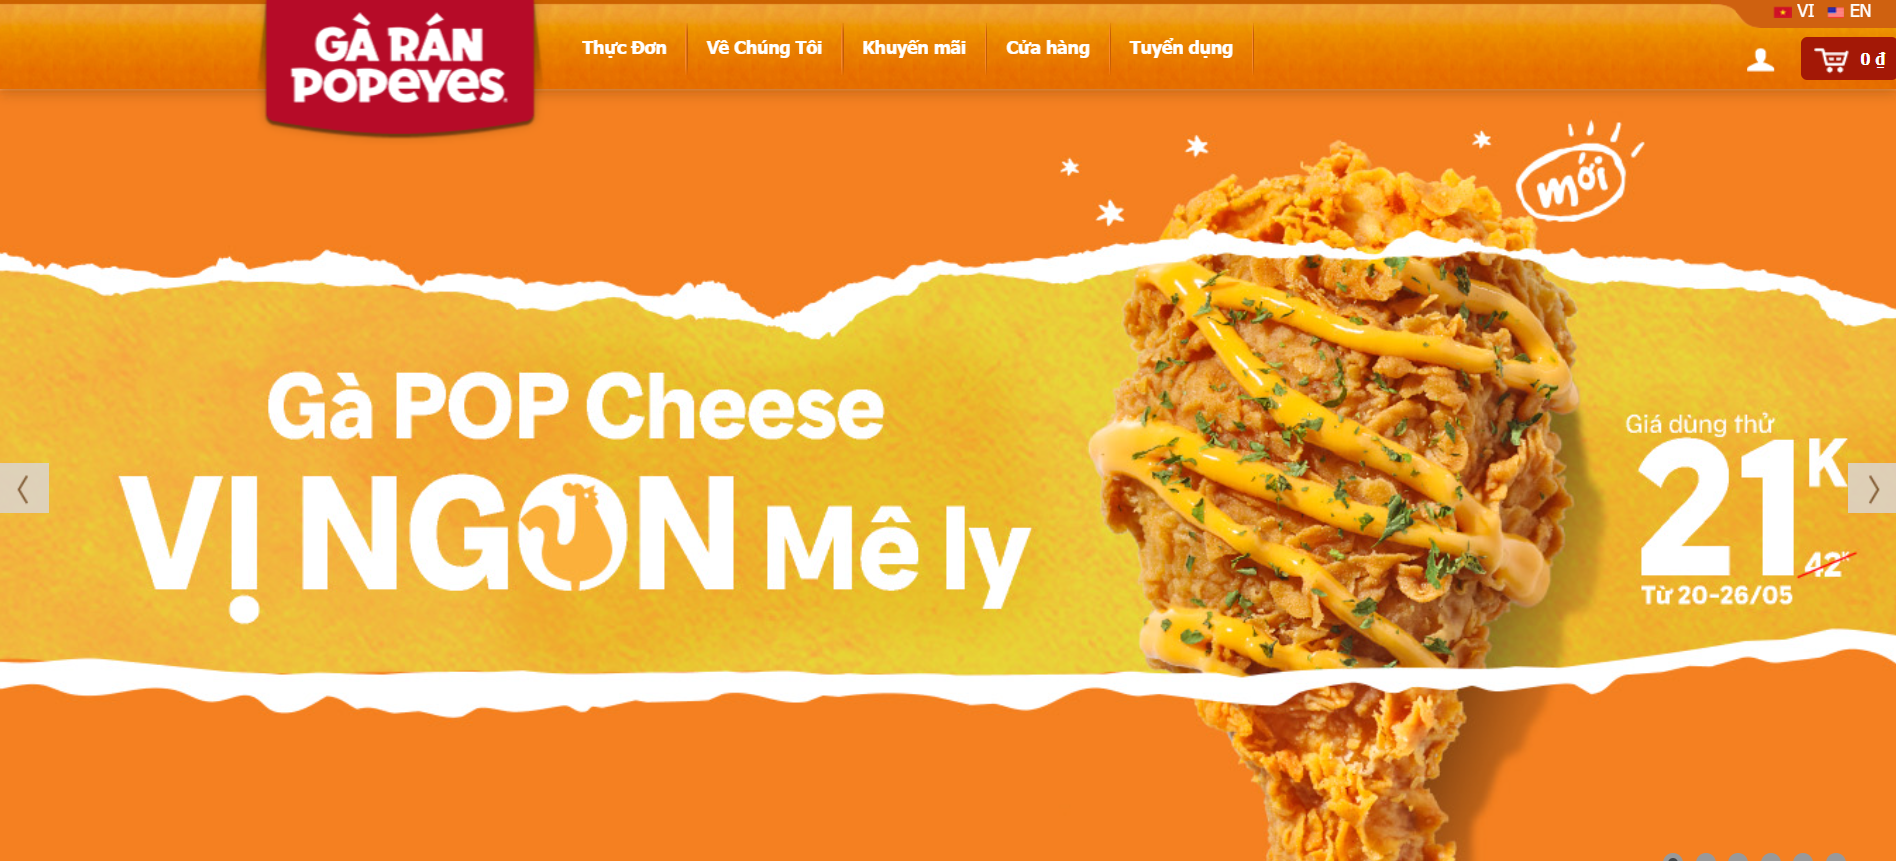 VI EN
GÀ RÁN
POPEYES
Thực Đơn Về Chúng Tôi Khuyến mãi Cửa hàng Tuyển dụng
0 ₫
mới
Gà POP Cheese
VỊ NGON Mê ly
Giá dùng thử
21K
42K
Từ 20-26/05